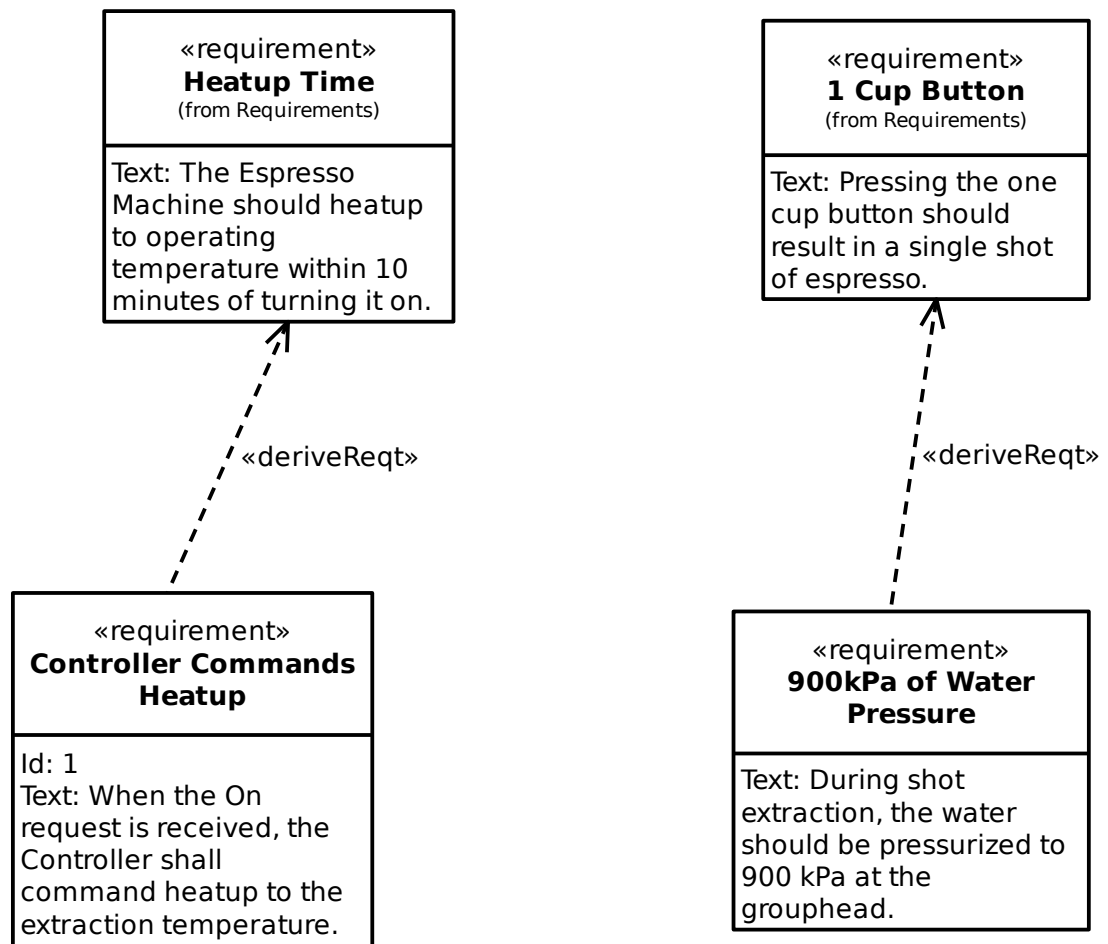 «requirement»
Heatup Time
(from Requirements)
Text: The Espresso
Machine should heatup
to operating
temperature within 10
minutes of turning it on.
«requirement»
1 Cup Button
(from Requirements)
Text: Pressing the one
cup button should
result in a single shot
of espresso.
«deriveReqt»
«deriveReqt»
«requirement»
Controller Commands
Heatup
Id: 1
Text: When the On
request is received, the
Controller shall
command heatup to the
extraction temperature.
«requirement»
900kPa of Water
Pressure
Text: During shot
extraction, the water
should be pressurized to
900 kPa at the
grouphead.